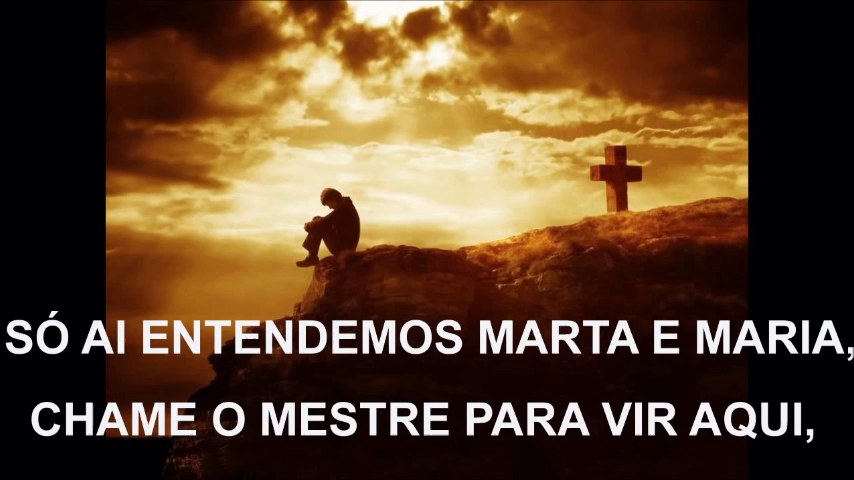 SÓ AI ENTENDEMOS MARTA E MARIA,
CHAME O MESTRE PARA VIR AQUI,